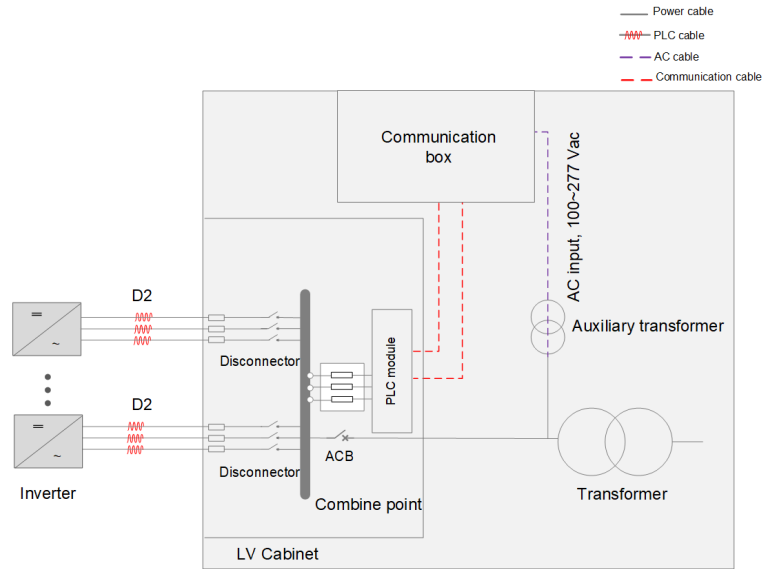 Power cable
PLC cable
AC cable
Communication cable
Communication
box
AC input, 100~277 Vac
D2
Disconnector
PLC module
Auxiliary transformer
D2
Disconnector
ACB
Inverter
Combine point
Transformer
LV Cabinet